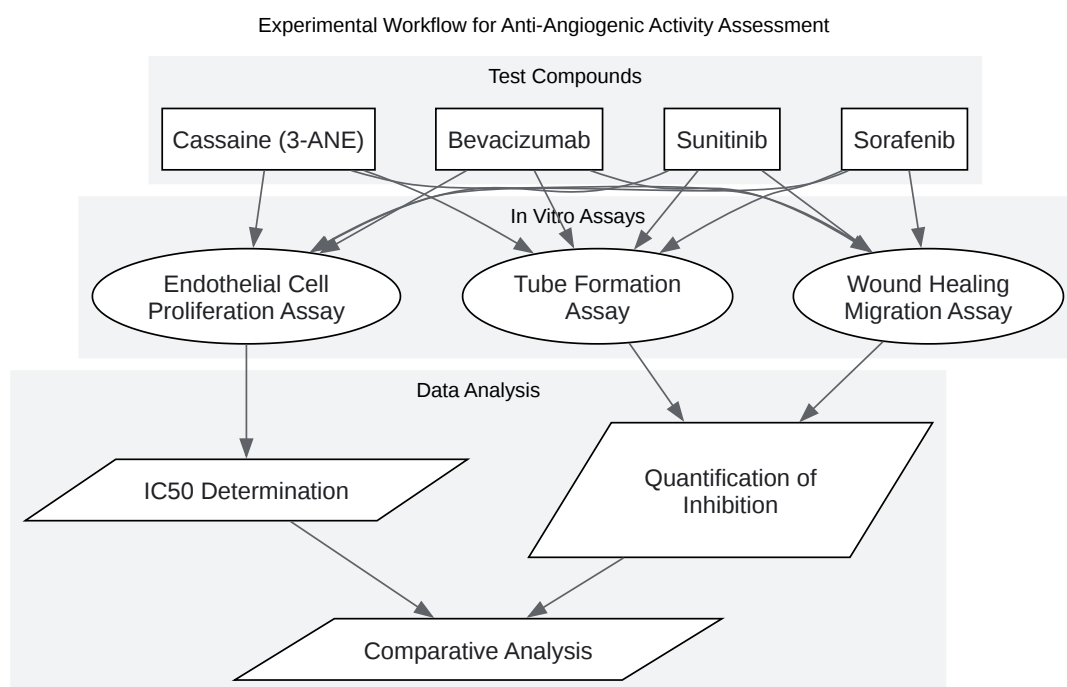 Experimental Workflow for Anti-Angiogenic Activity Assessment
Test Compounds
Cassaine (3-ANE)
Bevacizumab
Sunitinib
Sorafenib
In Vitro Assays
Endothelial Cell
Proliferation Assay
Tube Formation
Assay
Wound Healing
Migration Assay
Data Analysis
IC50 Determination
Quantification of
Inhibition
Comparative Analysis